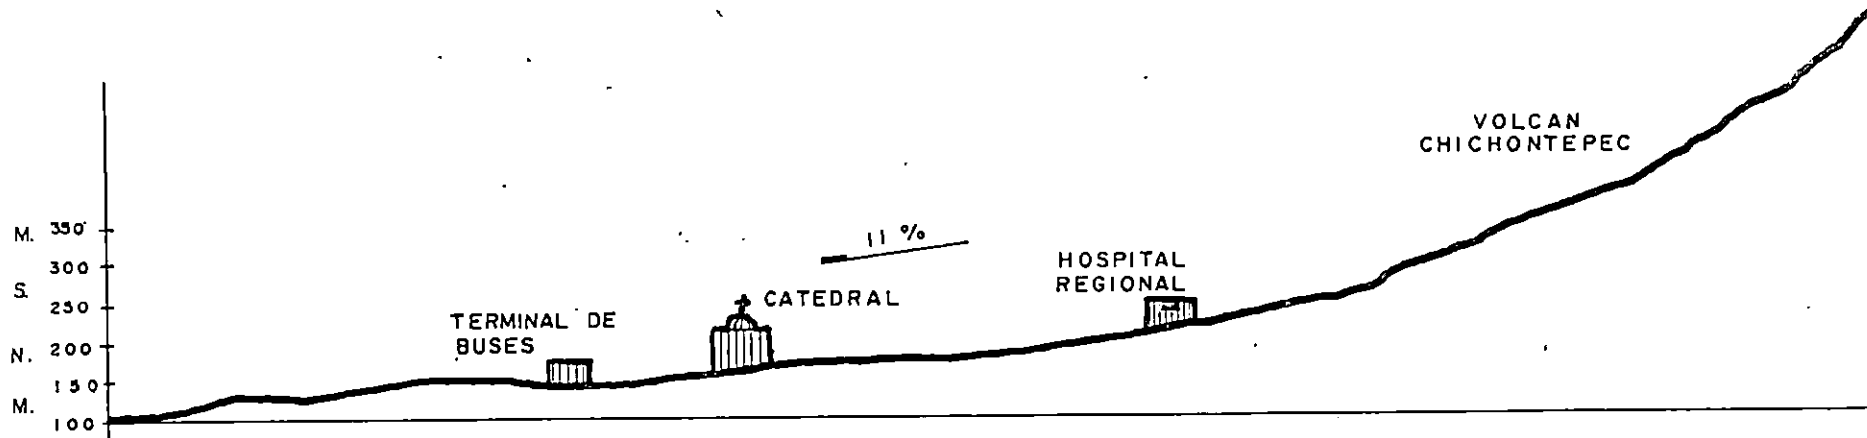 VOLCAN
CHICHONTEPEC
11 %
HOSPITAL
REGIONAL
CATEDRAL
TERMINAL DE
BUSES
M. 350
300
S. 250
N. 200
150
M. 100